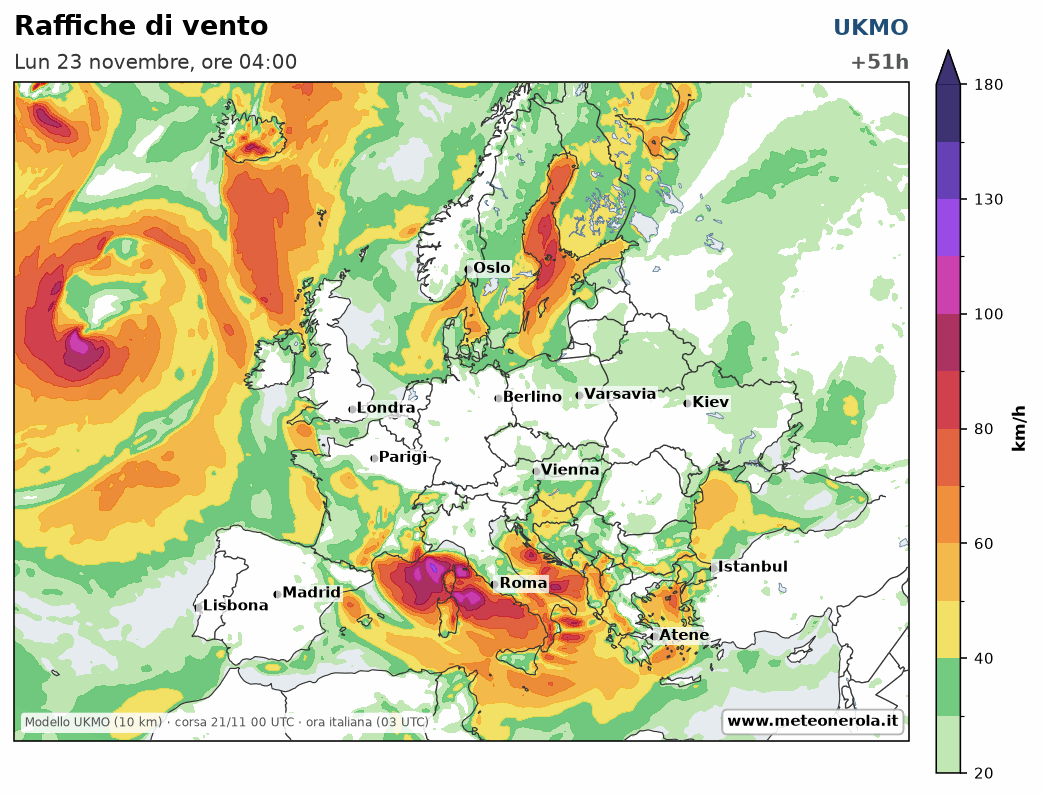 Raffiche di vento
UKMO
Lun 23 novembre, ore 04:00
+51h
180
130
100
80
60
40
20
km/h
Oslo
Londra
Berlino
Varsavia
Kiev
Parigi
Vienna
Istanbul
Madrid
Roma
Lisbona
Atene
Modello UKMO (10 km) · corsa 21/11 00 UTC · ora italiana (03 UTC)
www.meteonerola.it